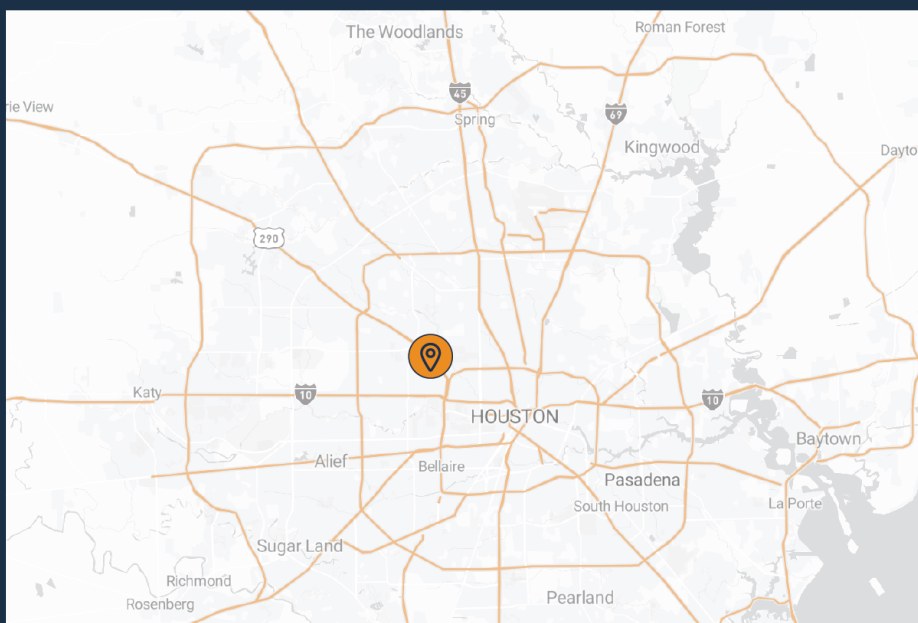 The Woodlands
Roman Forest
45
rie View
69
Spring
Kingwood
Dayto
290
Katy
10
10
HOUSTON
Baytown
Alief
Bellaire
Pasadena
La Porte
South Houston
Sugar Land
Richmond
Rosenberg
Pearland